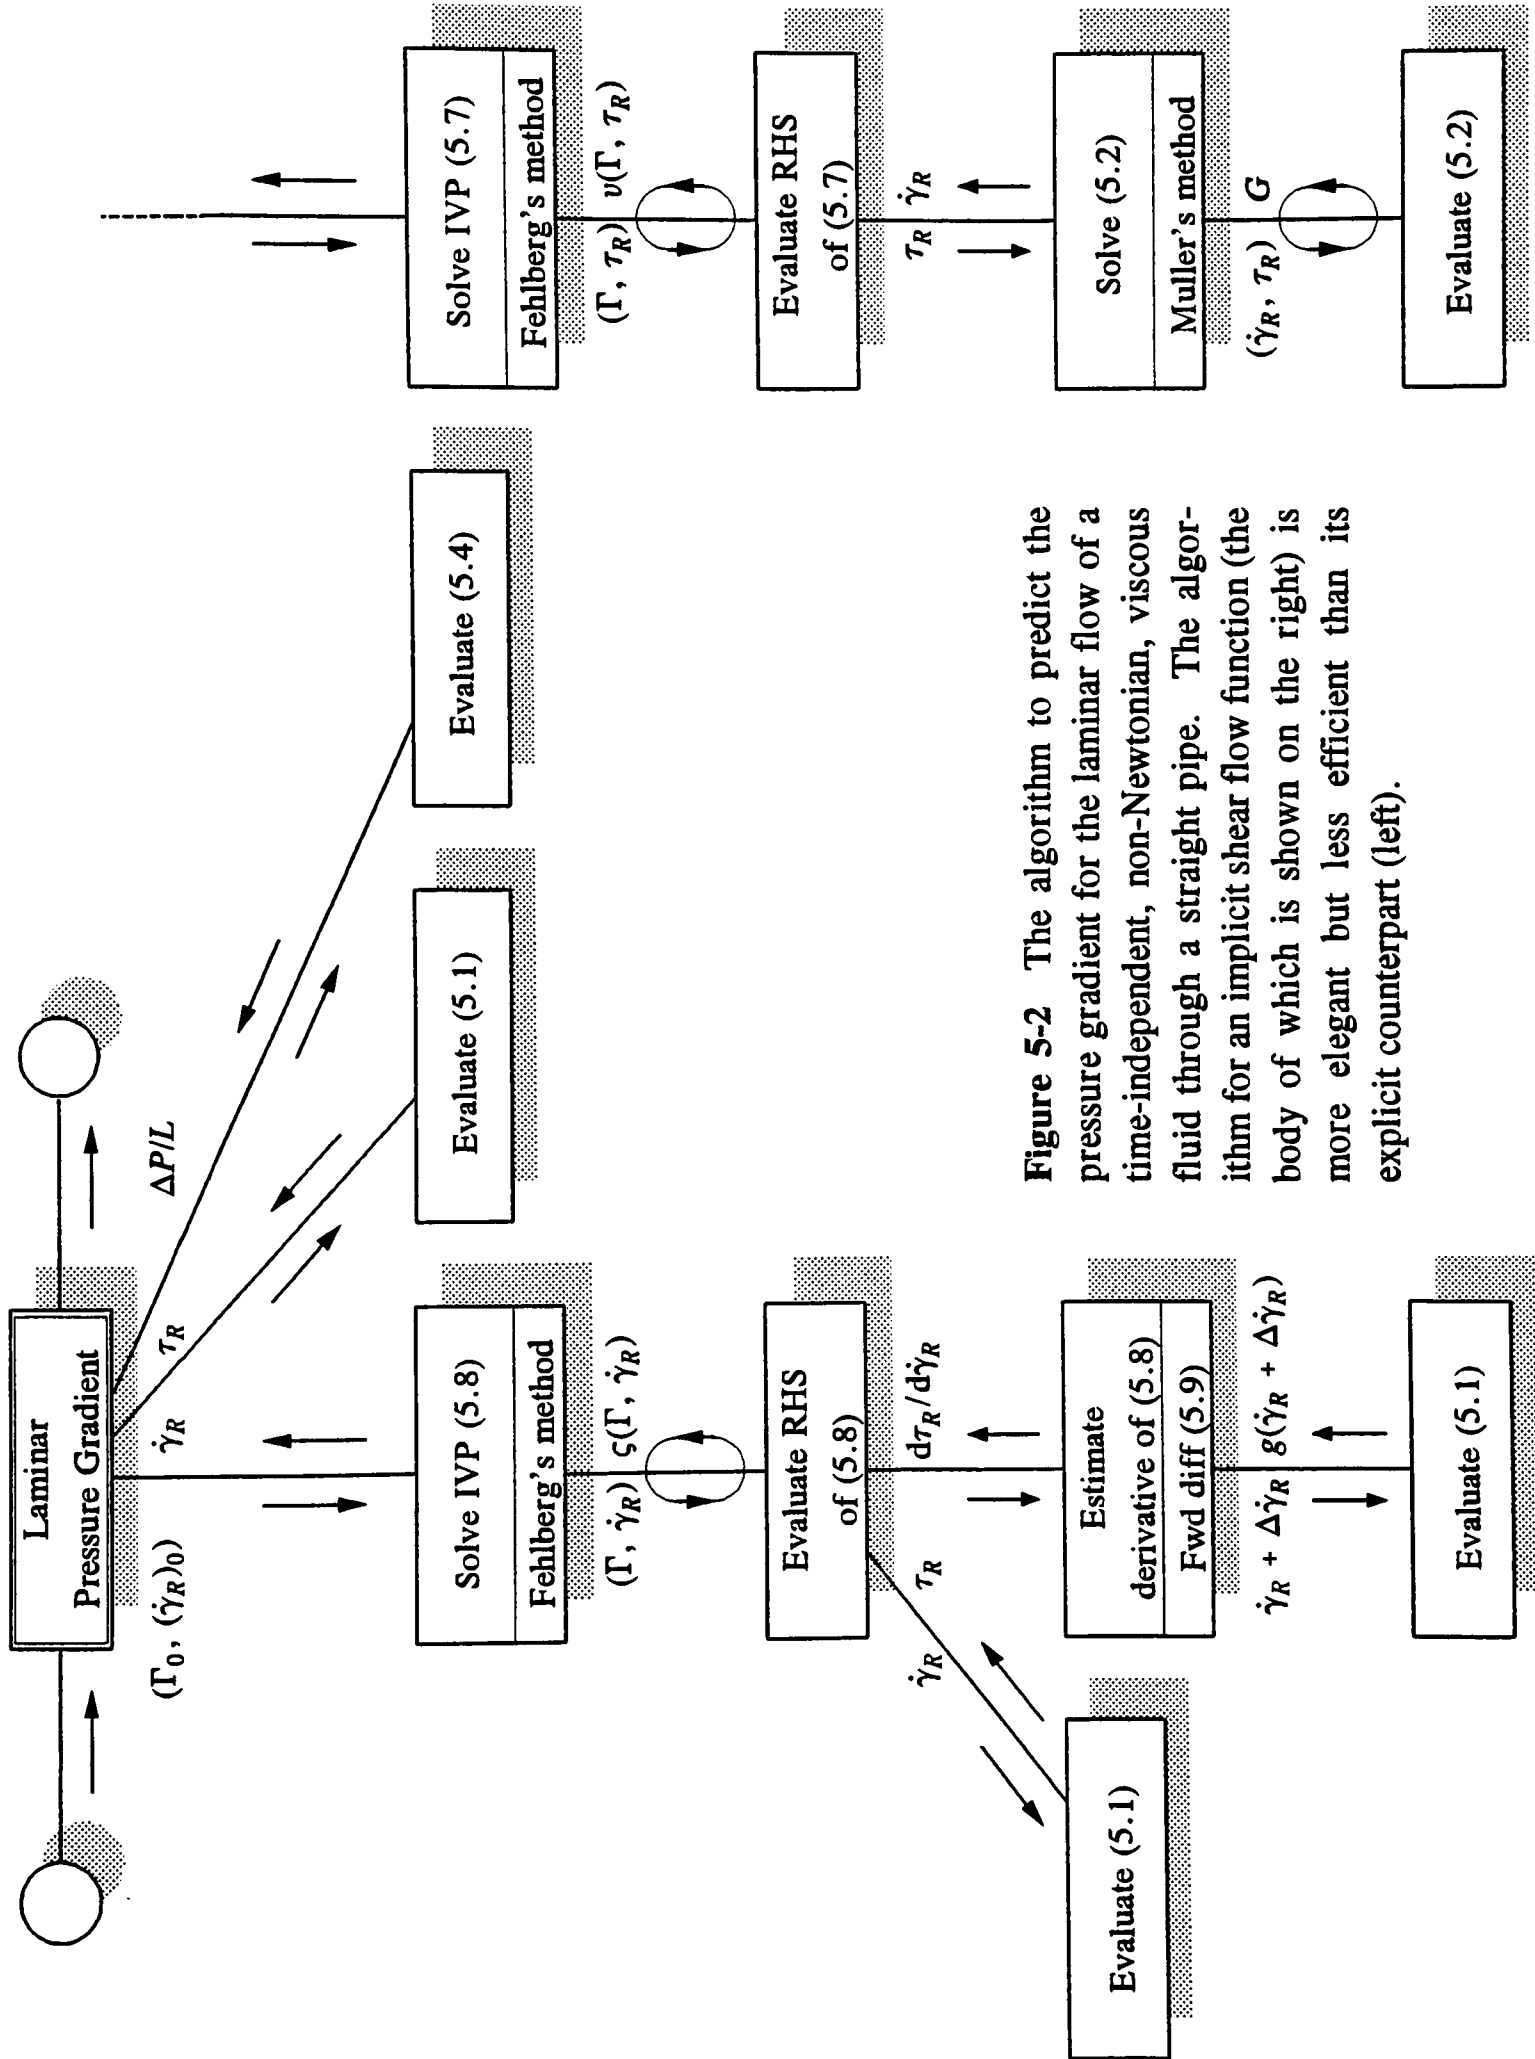 Laminar
Pressure Gradient
(Γ₀, (γ̇_R)₀)
γ̇_R
τ_R
ΔP/L
Solve IVP (5.8)
Fehlberg's method
Evaluate (5.1)
Evaluate (5.4)
(Γ, γ̇_R) ς(Γ, γ̇_R)
Evaluate RHS
of (5.8)
γ̇_R
τ_R
dτ_R/dγ̇_R
Evaluate (5.1)
Estimate
derivative of (5.8)
Fwd diff (5.9)
γ̇_R + Δγ̇_R g(γ̇_R + Δγ̇_R)
Evaluate (5.1)
Solve IVP (5.7)
Fehlberg's method
(Γ, τ_R) υ(Γ, τ_R)
Evaluate RHS
of (5.7)
τ_R γ̇_R
Solve (5.2)
Muller's method
(γ̇_R, τ_R) G
Evaluate (5.2)
Figure 5-2 The algorithm to predict the
pressure gradient for the laminar flow of a
time-independent, non-Newtonian, viscous
fluid through a straight pipe. The algor-
ithm for an implicit shear flow function (the
body of which is shown on the right) is
more elegant but less efficient than its
explicit counterpart (left).